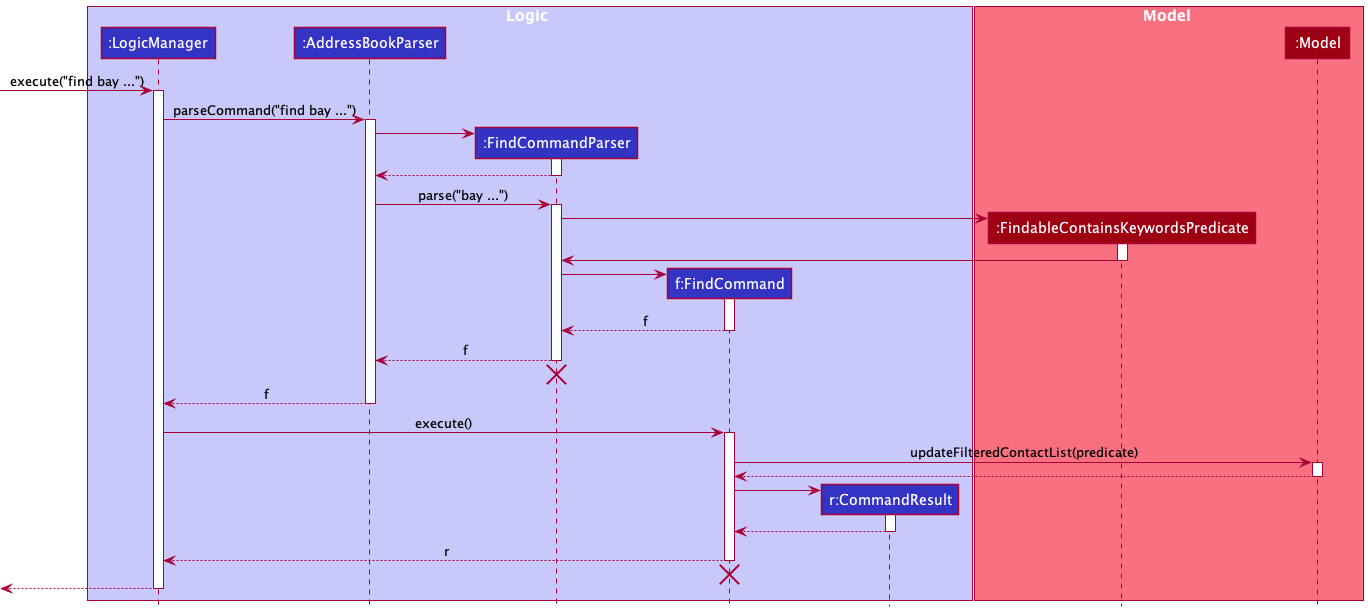 Logic
Model
:LogicManager
:AddressBookParser
:Model
execute("find bay ...")
parseCommand("find bay ...")
:FindCommandParser
parse("bay ...")
:FindableContainsKeywordsPredicate
f:FindCommand
f
f
f
execute()
updateFilteredContactList(predicate)
r:CommandResult
r